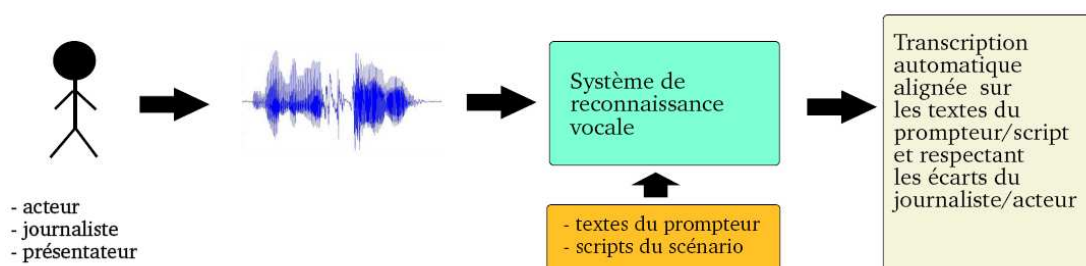 - acteur
- journaliste
- présentateur
Système de
reconnaissance
vocale
- textes du prompteur
- scripts du scénario
Transcription
automatique
alignée sur
les textes du
prompteur/script
et respectant
les écarts du
journaliste/acteur